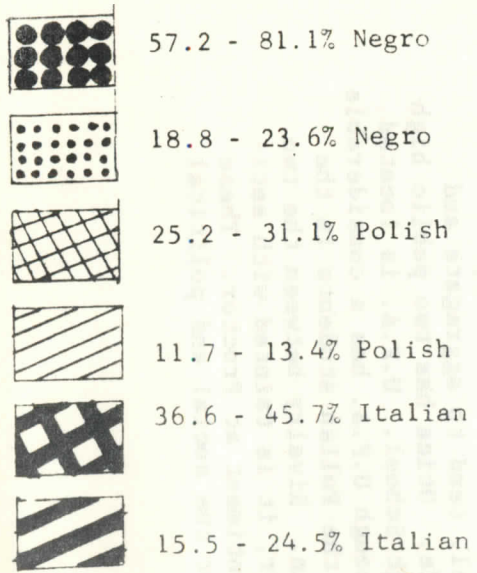 57.2 - 81.1% Negro
18.8 - 23.6% Negro
25.2 - 31.1% Polish
11.7 - 13.4% Polish
36.6 - 45.7% Italian
15.5 - 24.5% Italian